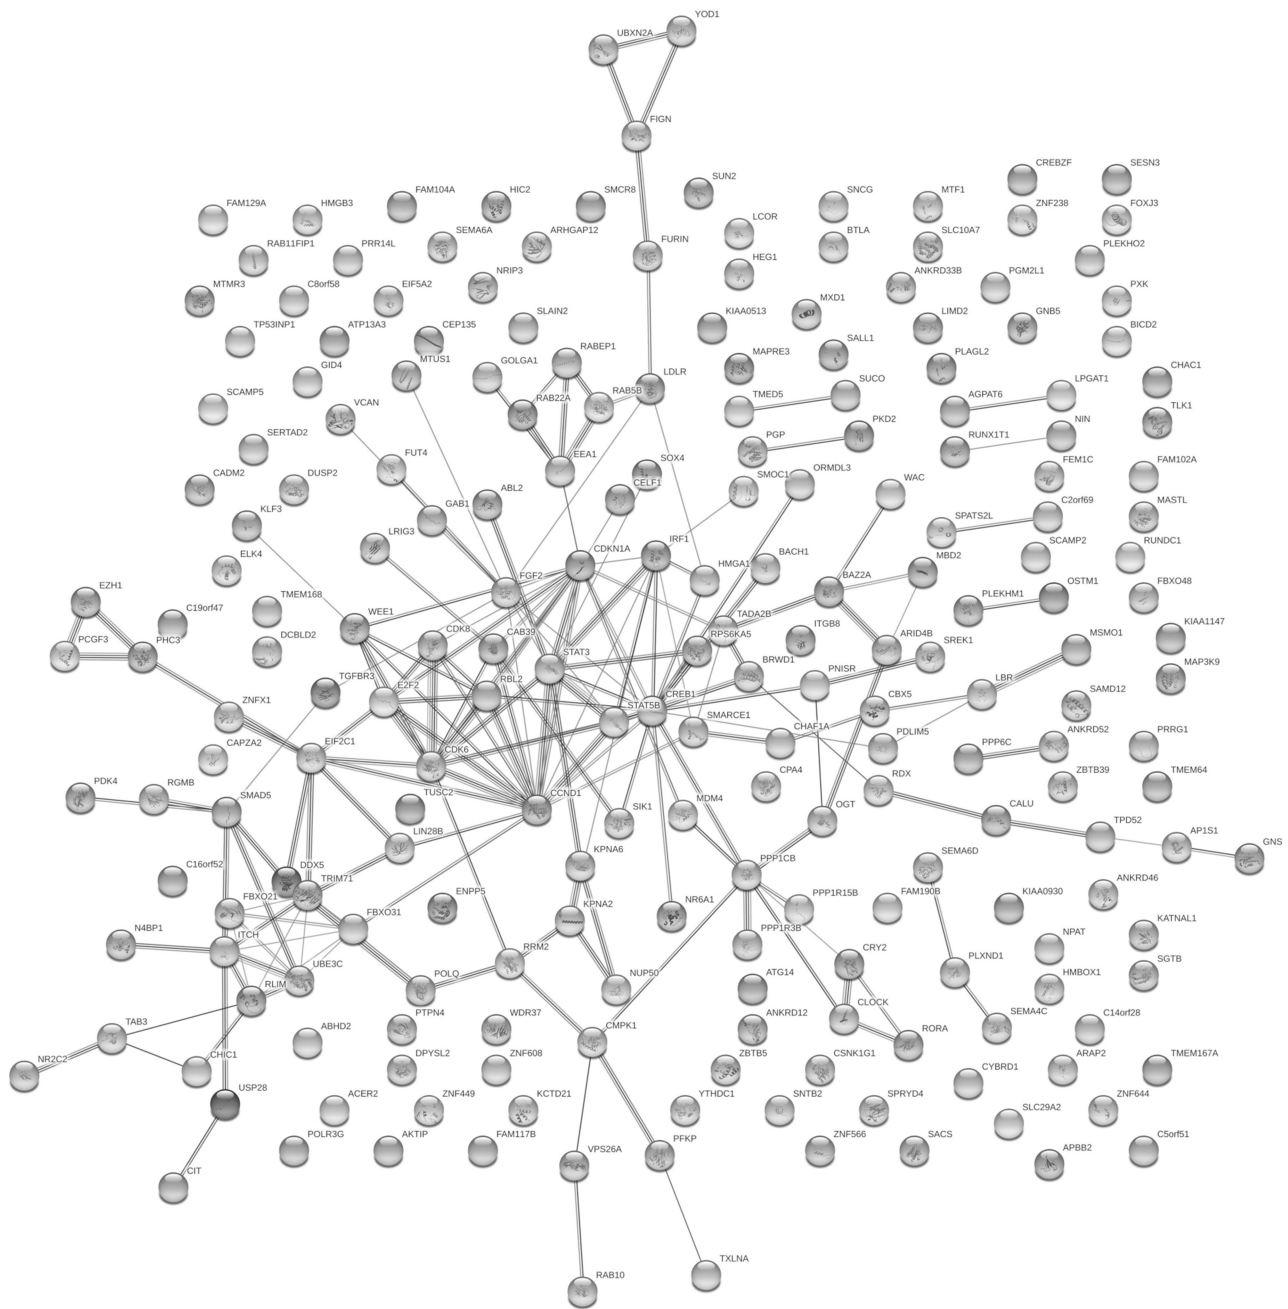 YOD1
UBXN2A
FIGN
CREBZF
SESN3
SUN2
FAM104A
HIC2
SMCR8
SNCG
MTF1
FAM129A
HMGB3
ZNF238
FOXJ3
LCOR
SEMA6A
ARHGAP12
BTLA
SLC10A7
RAB11FIP1
PRR14L
FURIN
PLEKHO2
HEG1
NRIP3
ANKRD33B
PGM2L1
MTMR3
C8orf58
EIF5A2
PXK
MXD1
SLAIN2
KIAA0513
LIMD2
GNB5
TP53INP1
ATP13A3
CEP135
BICD2
SALL1
RABEP1
MAPRE3
PLAGL2
MTUS1
GOLGA1
LDLR
GID4
CHAC1
RAB5B
SUCO
LPGAT1
SCAMP5
VCAN
RAB22A
TMED5
AGPAT6
TLK1
PKD2
NIN
SERTAD2
PGP
RUNX1T1
FUT4
EEA1
SOX4
CADM2
DUSP2
CELF1
SMOC1
ORMDL3
FEM1C
FAM102A
ABL2
WAC
KLF3
GAB1
C2orf69
MASTL
LRIG3
SPATS2L
ELK4
CDKN1A
IRF1
BACH1
SCAMP2
RUNDC1
HMGA1
MBD2
FGF2
BAZ2A
EZH1
TMEM168
PLEKHM1
OSTM1
FBXO48
C19orf47
WEE1
TADA2B
PCGF3
PHC3
DCBLD2
CDK8
CAB39
STAT3
RPS6KA5
ITGB8
ARID4B
SREK1
MSMO1
KIAA1147
TGFBR3
E2F2
RBL2
BRWD1
PNISR
LBR
MAP3K9
ZNFX1
CREB1
STAT5B
CBX5
SAMD12
SMARCE1
CHAF1A
PDLIM5
CAPZA2
EIF2C1
CDK6
PPP6C
ANKRD52
PRRG1
PDK4
RGMB
CPA4
RDX
ZBTB39
TMEM64
SMAD5
TUSC2
CCND1
SIK1
MDM4
OGT
CALU
LIN28B
TPD52
AP1S1
GNS
C16orf52
DDX5
KPNA6
PPP1CB
SEMA6D
TRIM71
FBXO21
FBXO31
ENPP5
KPNA2
NR6A1
PPP1R15B
FAM190B
KIAA0930
ANKRD46
N4BP1
ITCH
PPP1R3B
NPAT
KATNAL1
UBE3C
RRM2
CRY2
PLXND1
RLIM
POLQ
NUP50
ATG14
HMBOX1
SGTB
TAB3
ABHD2
PTPN4
WDR37
CMPK1
ANKRD12
CLOCK
RORA
SEMA4C
C14orf28
NR2C2
CHIC1
DPYSL2
ZNF608
ZBTB5
CSNK1G1
CYBRD1
ARAP2
TMEM167A
USP28
ACER2
ZNF449
KCTD21
YTHDC1
SNTB2
SPRYD4
SLC29A2
ZNF644
POLR3G
AKTIP
FAM117B
VPS26A
PFKP
ZNF566
SACS
APBB2
C5orf51
CIT
RAB10
TXLNA